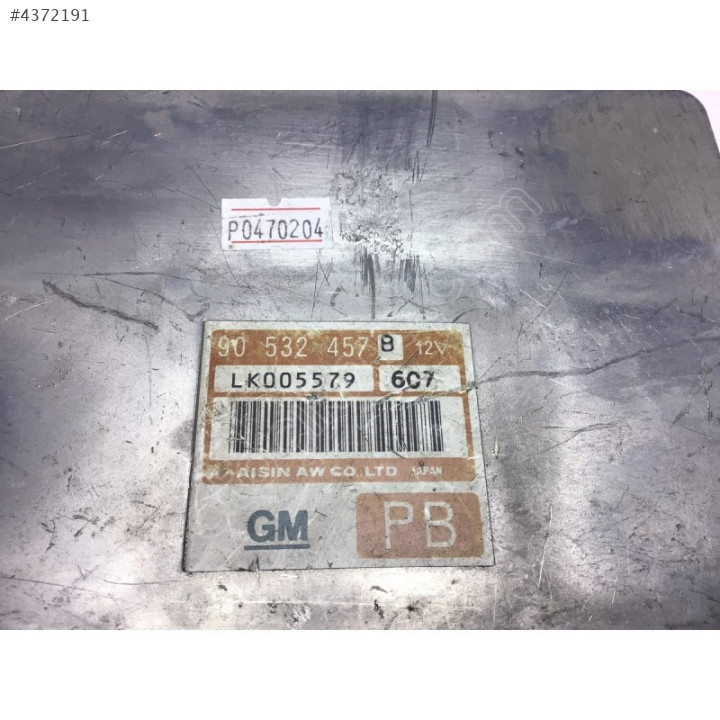 #4372191
P0470204
90 532 457 B 12V
LK005579 607
AISIN AW CO.,LTD JAPAN
GM PB